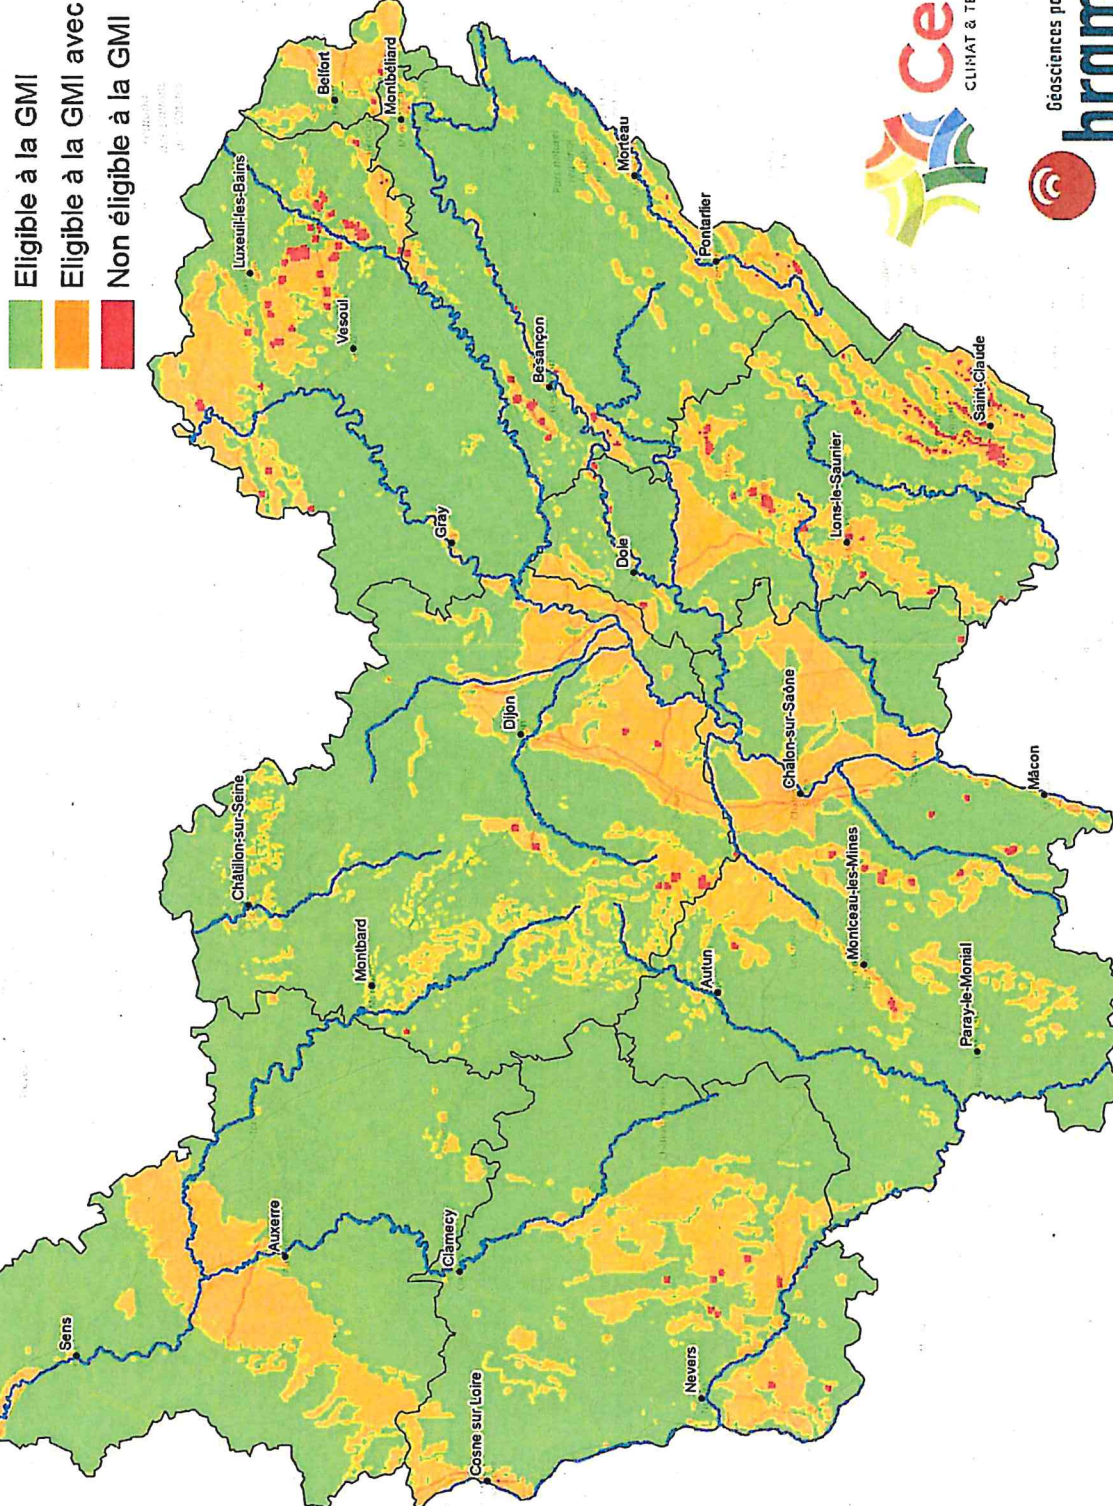 Eligible à la GMI
Eligible à la GMI avec
Non éligible à la GMI
Belfort
Montbéliard
Luxeuil-les-Bains
Vesoul
Morteau
Pontarlier
Besançon
Gray
Dole
Saint-Claude
Lons-le-Saunier
Dijon
Châtillon-sur-Seine
Chalon-sur-Saône
Mâcon
Montbard
Montceau-les-Mines
Autun
Paray-le-Monial
Auxerre
Clamecy
Sens
Nevers
Cosne sur Loire
Ce
CLIMAT & TE
Géosciences po
brgm